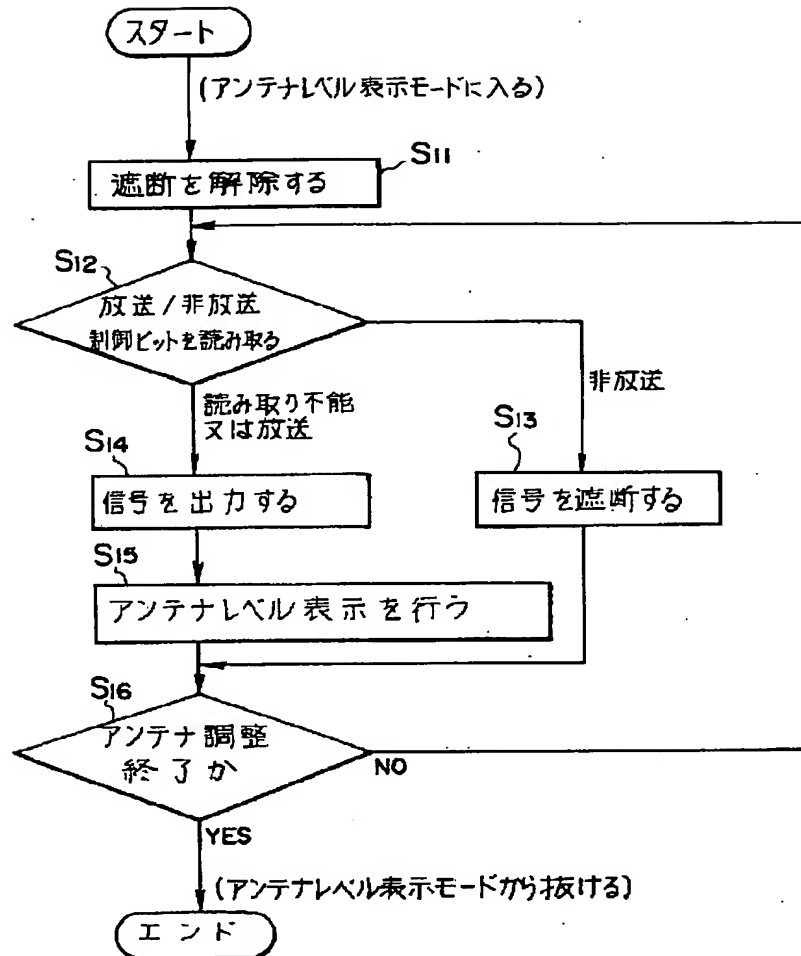 スタート
(アンテナレベル表示モードに入る)
S11
遮断を解除する
S12
放送/非放送
制御ビットを読み取る
非放送
読み取り不能
又は放送
S14
信号を出力する
S13
信号を遮断する
S15
アンテナレベル表示を行う
S16
アンテナ調整
終了か
NO
YES
(アンテナレベル表示モードから抜ける)
エンド